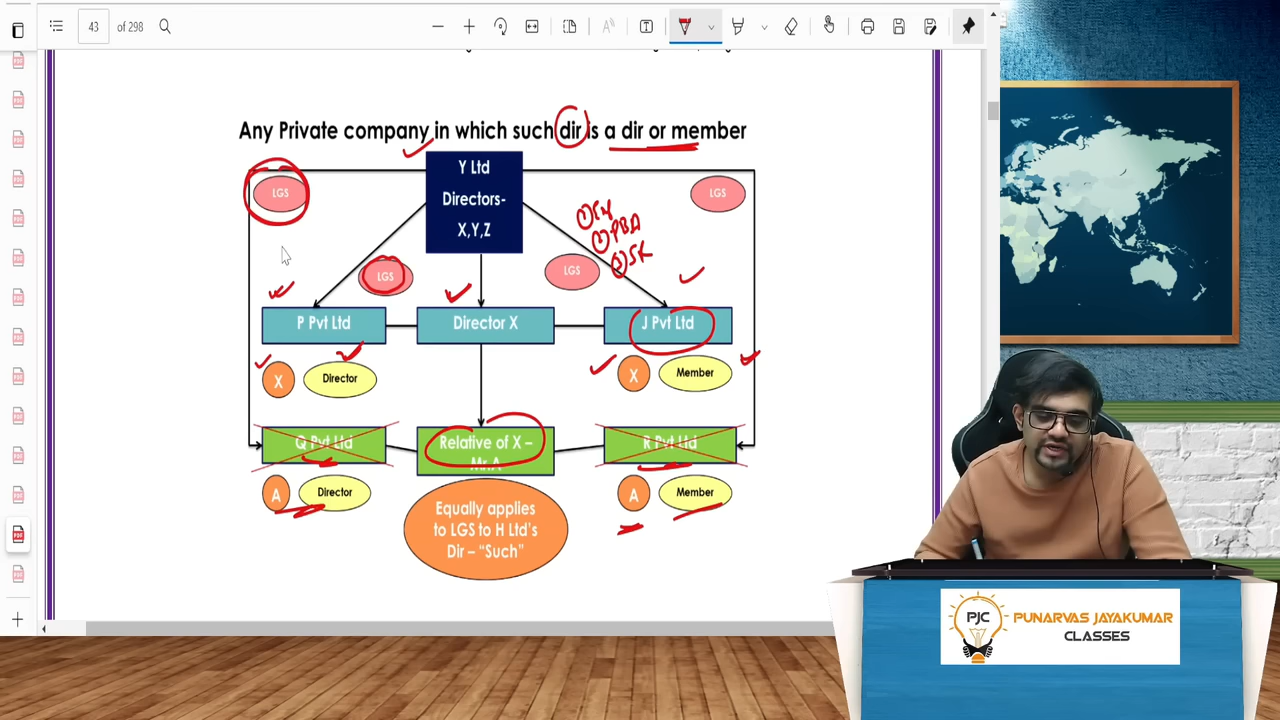 43 of 298
Any Private company in which such dir is a dir or member
Y Ltd
Directors-
X,Y,Z
LGS
LGS
LGS
LGS
P Pvt Ltd
Director X
J Pvt Ltd
X
Director
X
Member
Q Pvt Ltd
Relative of X –
Mr.A
R Pvt Ltd
A
Director
A
Member
Equally applies
to LGS to H Ltd's
Dir – "Such"
PJC
PUNARVAS JAYAKUMAR
CLASSES